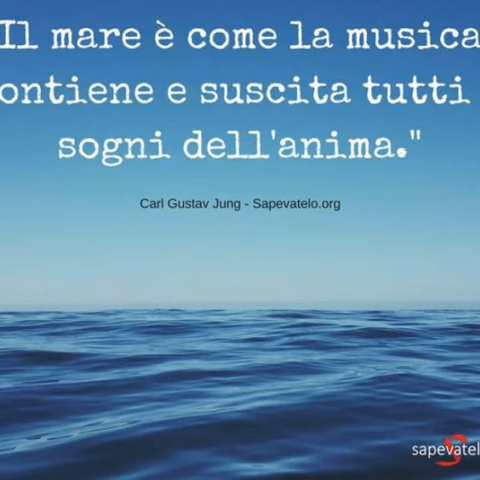 Il mare è come la musica
ontiene e suscita tutti
sogni dell'anima."
Carl Gustav Jung - Sapevatelo.org
sapevatel